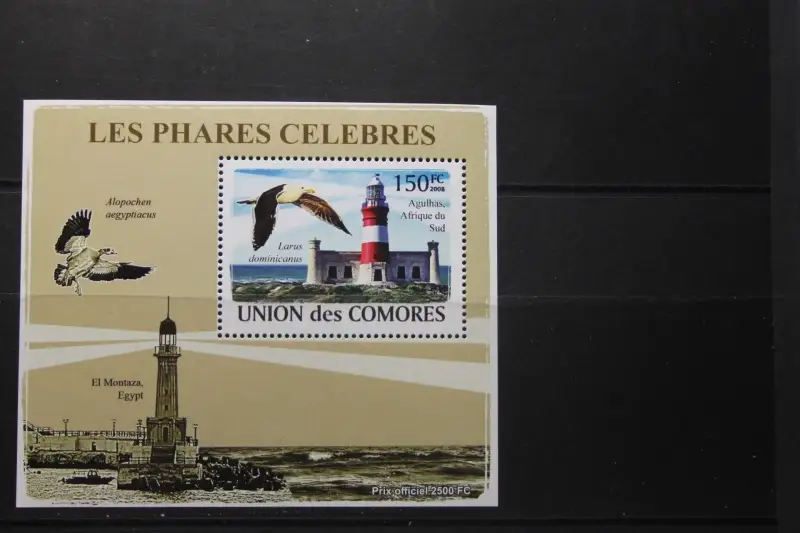 LES PHARES CELEBRES
Alopochen
aegyptiacus
150FC
2008
Agulhas,
Afrique du
Sud
Larus
dominicanus
UNION des COMORES
El Montaza,
Egypt
Prix officiel 2500 FC